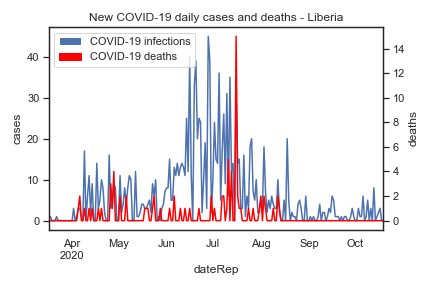 New COVID-19 daily cases and deaths - Liberia
COVID-19 infections
COVID-19 deaths
cases
40
30
20
10
0
deaths
14
12
10
8
6
4
2
0
Apr
2020
May
Jun
Jul
Aug
Sep
Oct
dateRep